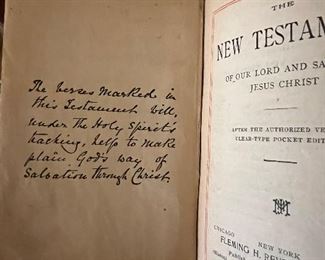 The verses Marked in
this Testament will,
under the Holy Spirit's
teaching, help to make
plain God's way of
Salvation through Christ.
THE
NEW TESTAM
OF OUR LORD AND SA
JESUS CHRIST
AFTER THE AUTHORIZED VE
CLEAR-TYPE POCKET EDIT
CHICAGO NEW YORK
FLEMING H. REV
Publish